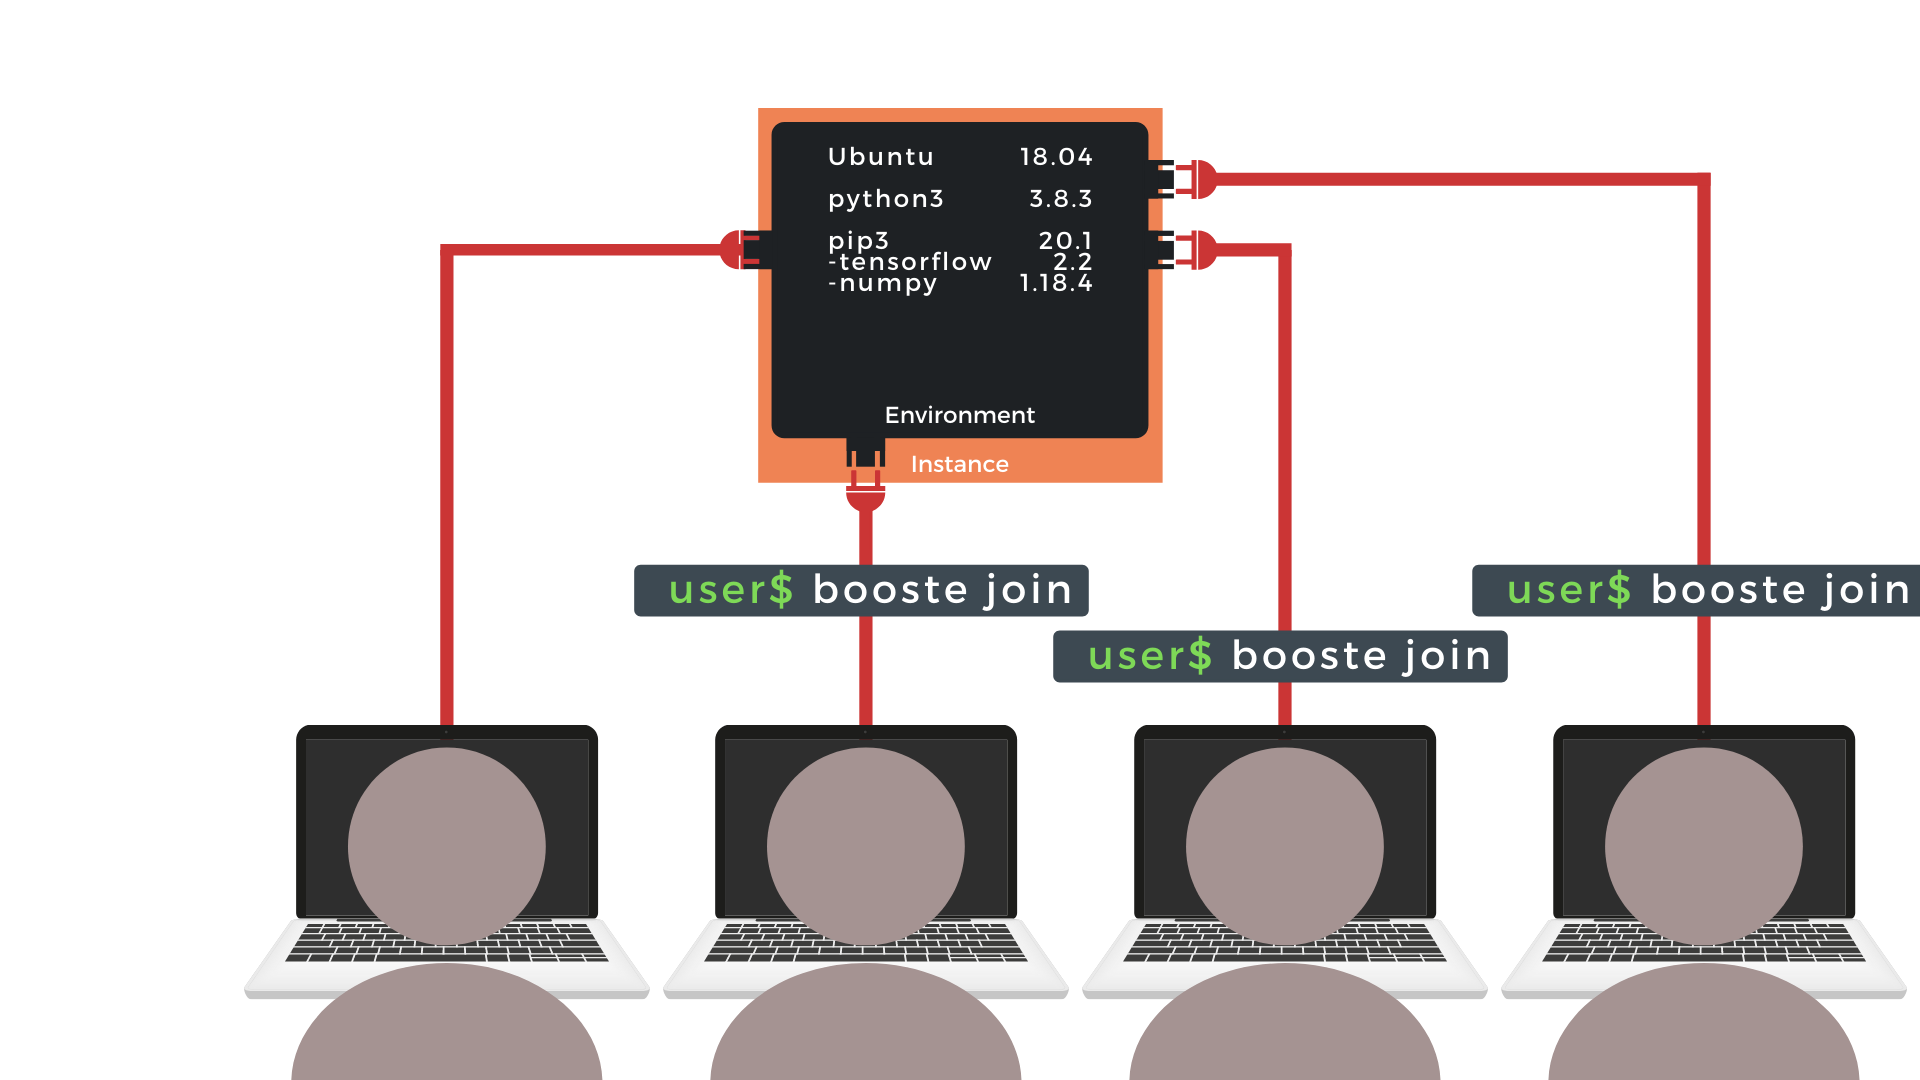 Ubuntu 18.04
python3 3.8.3
pip3 20.1
-tensorflow 2.2
-numpy 1.18.4
Environment
Instance
user$ booste join
user$ booste join
user$ booste join